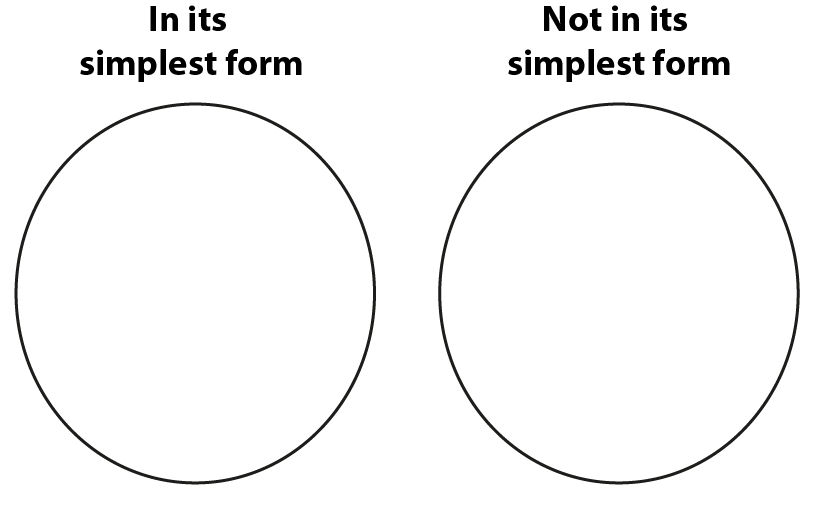 In its
simplest form
Not in its
simplest form